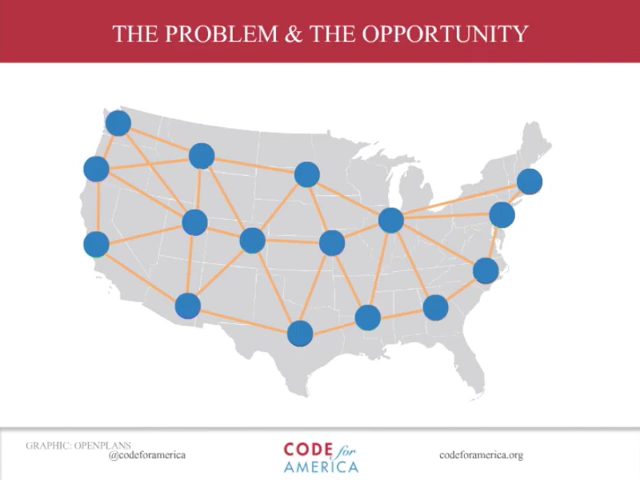 THE PROBLEM & THE OPPORTUNITY
GRAPHIC: OPENPLANS
@codeforamerica
CODE for
AMERICA
codeforamerica.org